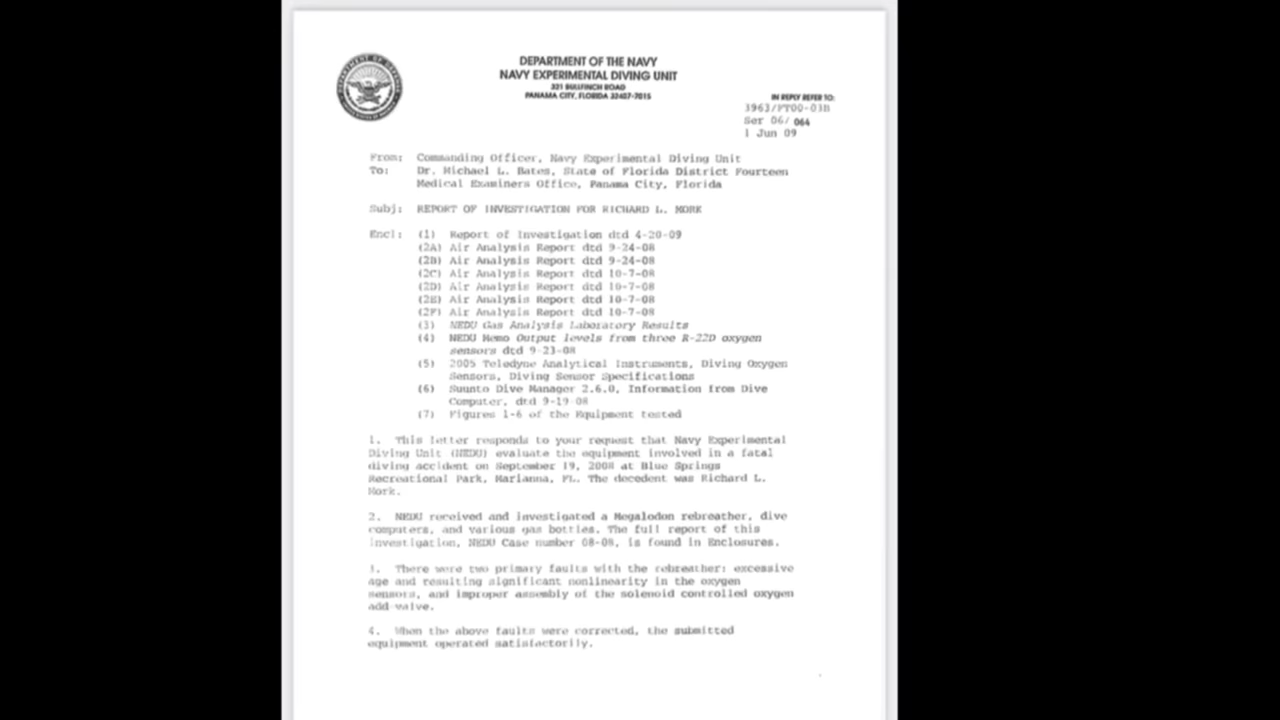 DEPARTMENT OF THE NAVY
NAVY EXPERIMENTAL DIVING UNIT
321 BULLFINCH ROAD
PANAMA CITY, FLORIDA 32407-7015
IN REPLY REFER TO:
3963/FT00-03B
Ser 06/ 064
1 Jun 09
From: Commanding Officer, Navy Experimental Diving Unit
To: Dr. Michael L. Bates, State of Florida District Fourteen
Medical Examiners Office, Panama City, Florida
Subj: REPORT OF INVESTIGATION FOR RICHARD L. MORK
Encl: (1) Report of Investigation dtd 4-20-09
(2A) Air Analysis Report dtd 9-24-08
(2B) Air Analysis Report dtd 9-24-08
(2C) Air Analysis Report dtd 10-7-08
(2D) Air Analysis Report dtd 10-7-08
(2E) Air Analysis Report dtd 10-7-08
(2F) Air Analysis Report dtd 10-7-08
(3) NEDU Gas Analysis Laboratory Results
(4) NEDU Memo Output levels from three R-22D oxygen
sensors dtd 9-23-08
(5) 2005 Teledyne Analytical Instruments, Diving Oxygen
Sensors, Diving Sensor Specifications
(6) Suunto Dive Manager 2.6.0, Information from Dive
Computer, dtd 9-19-08
(7) Figures 1-6 of the Equipment tested
1. This letter responds to your request that Navy Experimental
Diving Unit (NEDU) evaluate the equipment involved in a fatal
diving accident on September 19, 2008 at Blue Springs
Recreational Park, Marianna, FL. The decedent was Richard L.
Mork.
2. NEDU received and investigated a Megalodon rebreather, dive
computers, and various gas bottles. The full report of this
investigation, NEDU Case number 08-08, is found in Enclosures.
3. There were two primary faults with the rebreather: excessive
age and resulting significant nonlinearity in the oxygen
sensors, and improper assembly of the solenoid controlled oxygen
add valve.
4. When the above faults were corrected, the submitted
equipment operated satisfactorily.